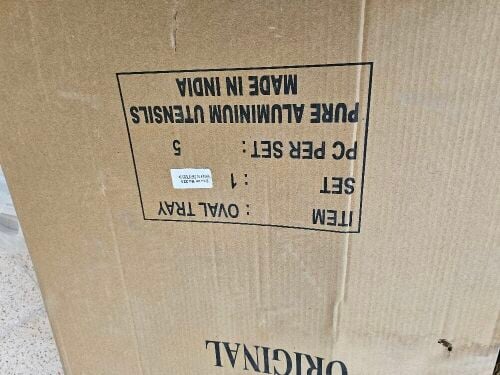 ORIGINAL
ITEM : OVAL TRAY
SET : 1
PC PER SET : 5
PURE ALUMINIUM UTENSILS
MADE IN INDIA